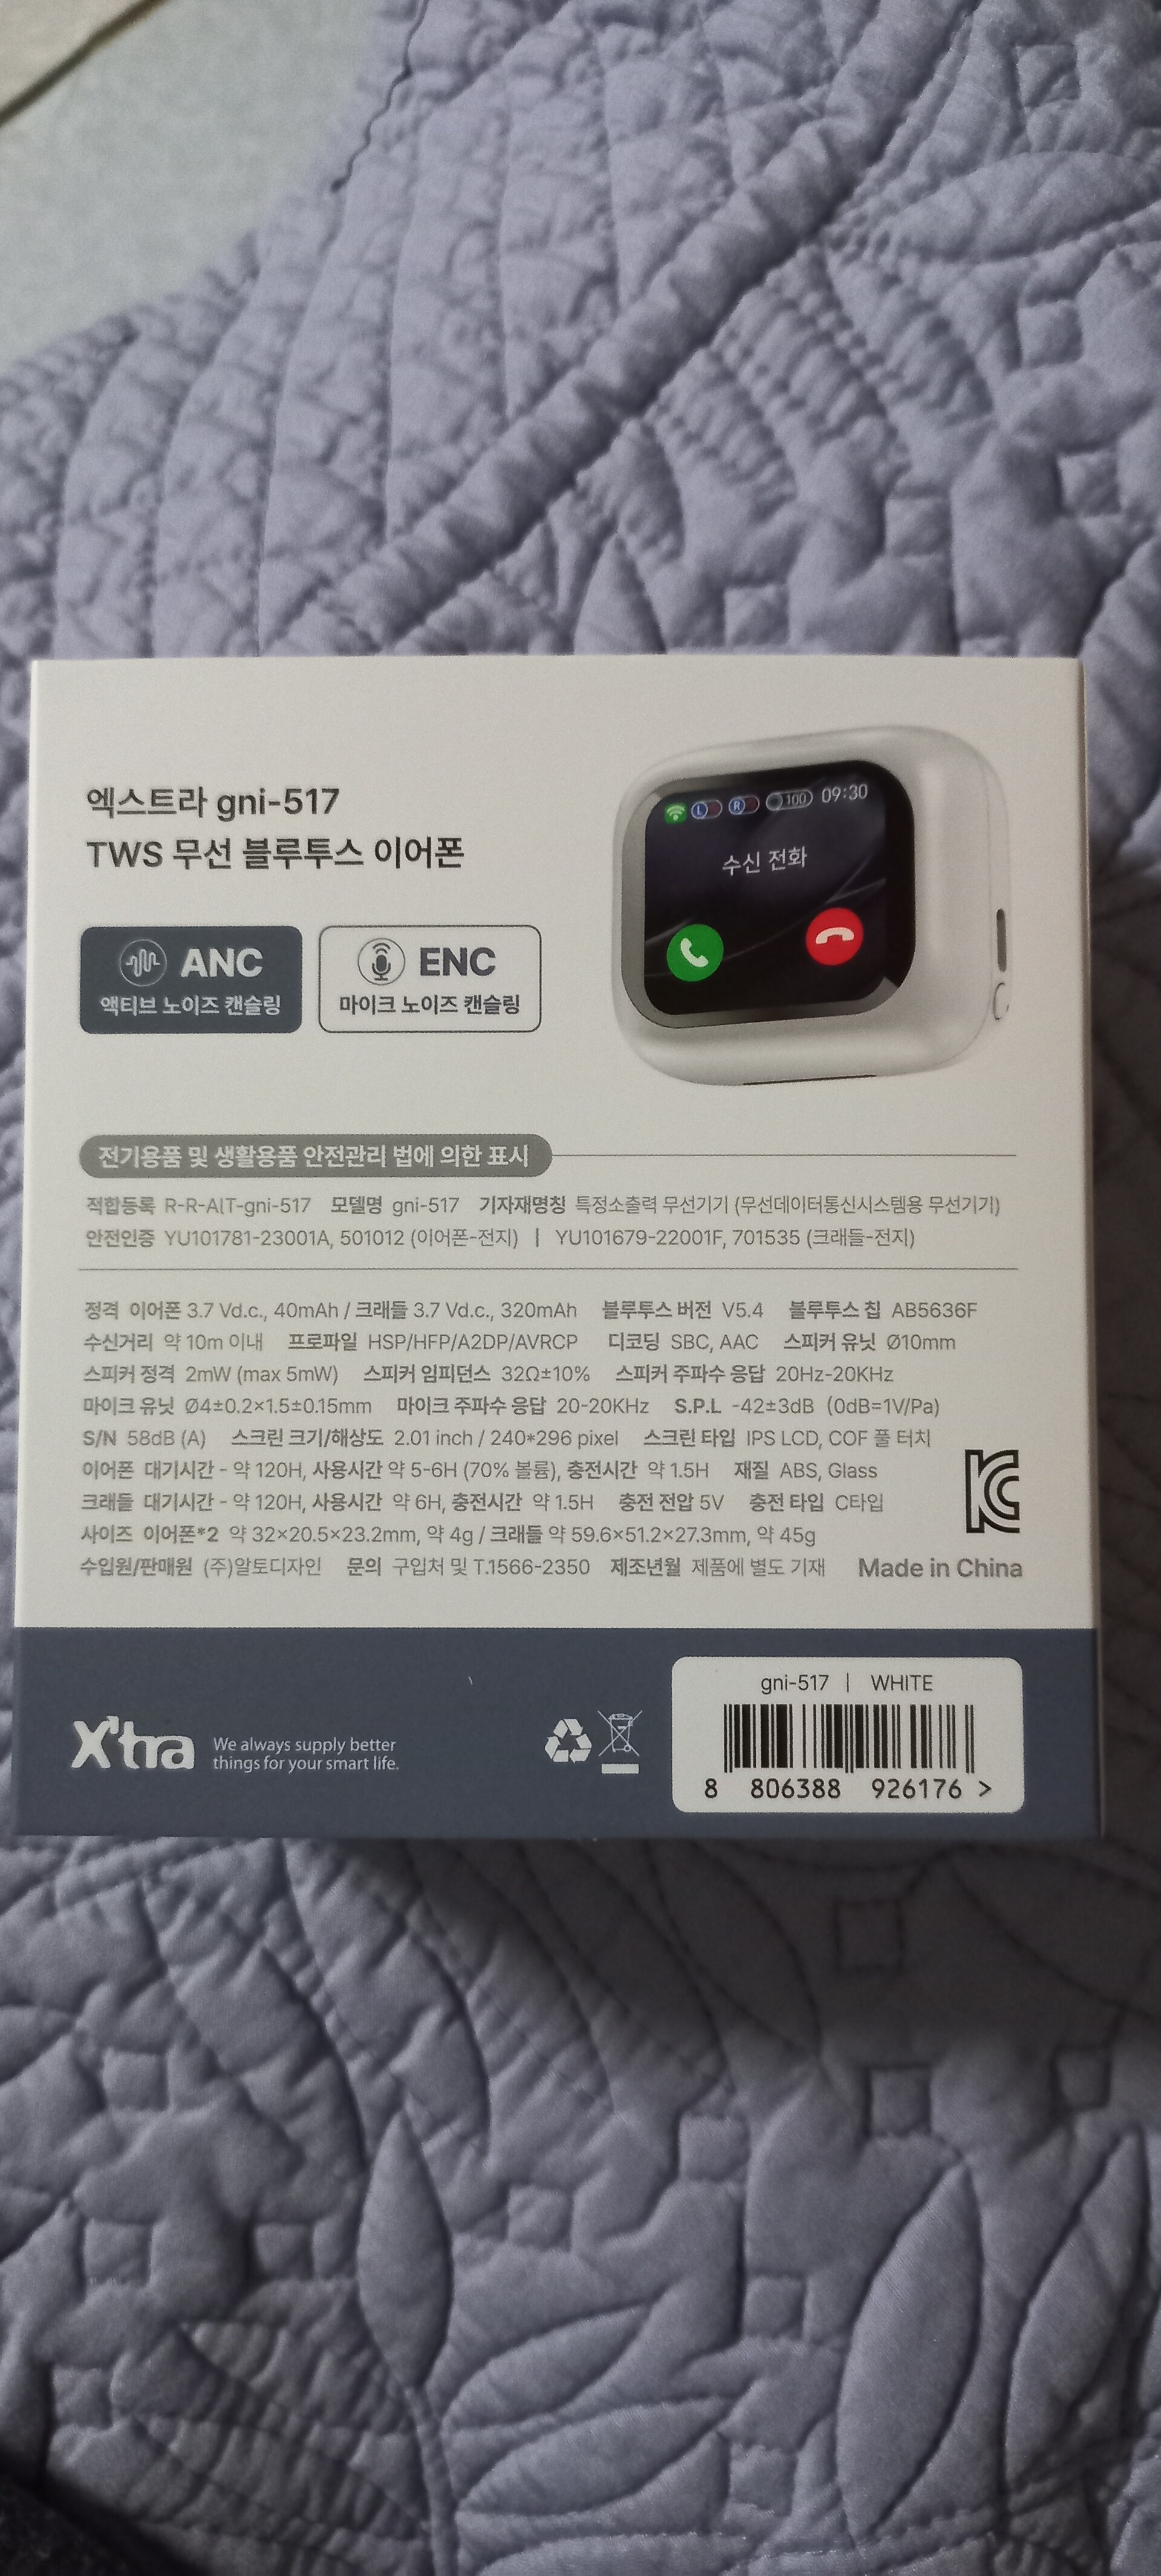 엑스트라 gni-517
TWS 무선 블루투스 이어폰
ANC
액티브 노이즈 캔슬링
ENC
마이크 노이즈 캔슬링
L R 100 09:30
수신 전화
전기용품 및 생활용품 안전관리 법에 의한 표시
적합등록 R-R-AlT-gni-517 모델명 gni-517 기자재명칭 특정소출력 무선기기 (무선데이터통신시스템용 무선기기)
안전인증 YU101781-23001A, 501012 (이어폰-전지) | YU101679-22001F, 701535 (크래들-전지)
정격 이어폰 3.7 Vd.c., 40mAh / 크래들 3.7 Vd.c., 320mAh 블루투스 버전 V5.4 블루투스 칩 AB5636F
수신거리 약 10m 이내 프로파일 HSP/HFP/A2DP/AVRCP 디코딩 SBC, AAC 스피커 유닛 Ø10mm
스피커 정격 2mW (max 5mW) 스피커 임피던스 32Ω±10% 스피커 주파수 응답 20Hz-20KHz
마이크 유닛 Ø4±0.2×1.5±0.15mm 마이크 주파수 응답 20-20KHz S.P.L -42±3dB (0dB=1V/Pa)
S/N 58dB (A) 스크린 크기/해상도 2.01 inch / 240*296 pixel 스크린 타입 IPS LCD, COF 풀 터치
이어폰 대기시간 - 약 120H, 사용시간 약 5-6H (70% 볼륨), 충전시간 약 1.5H 재질 ABS, Glass
크래들 대기시간 - 약 120H, 사용시간 약 6H, 충전시간 약 1.5H 충전 전압 5V 충전 타입 C타입
사이즈 이어폰*2 약 32×20.5×23.2mm, 약 4g / 크래들 약 59.6×51.2×27.3mm, 약 45g
수입원/판매원 (주)알토디자인 문의 구입처 및 T.1566-2350 제조년월 제품에 별도 기재 Made in China
X'tra
We always supply better
things for your smart life.
gni-517 | WHITE
8 806388 926176 >